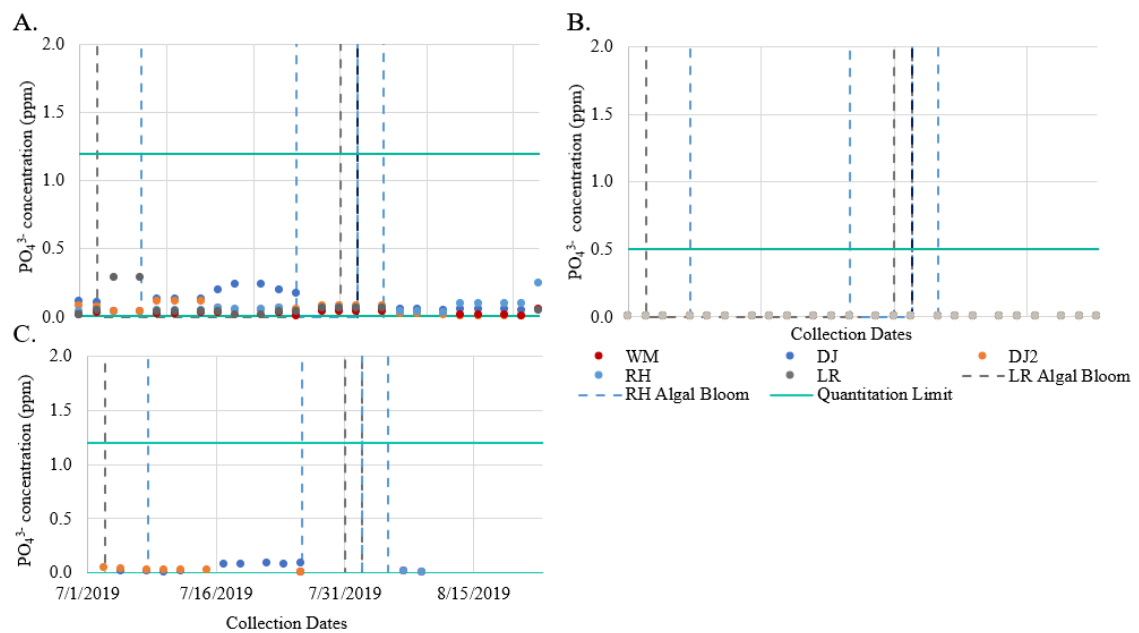 A.
2.0
1.5
1.0
0.5
0.0
PO₄³⁻ concentration (ppm)
B.
2.0
1.5
1.0
0.5
0.0
PO₄³⁻ concentration (ppm)
Collection Dates
WM DJ DJ2
RH LR LR Algal Bloom
RH Algal Bloom Quantitation Limit
C.
2.0
1.5
1.0
0.5
0.0
PO₄³⁻ concentration (ppm)
7/1/2019 7/16/2019 7/31/2019 8/15/2019
Collection Dates